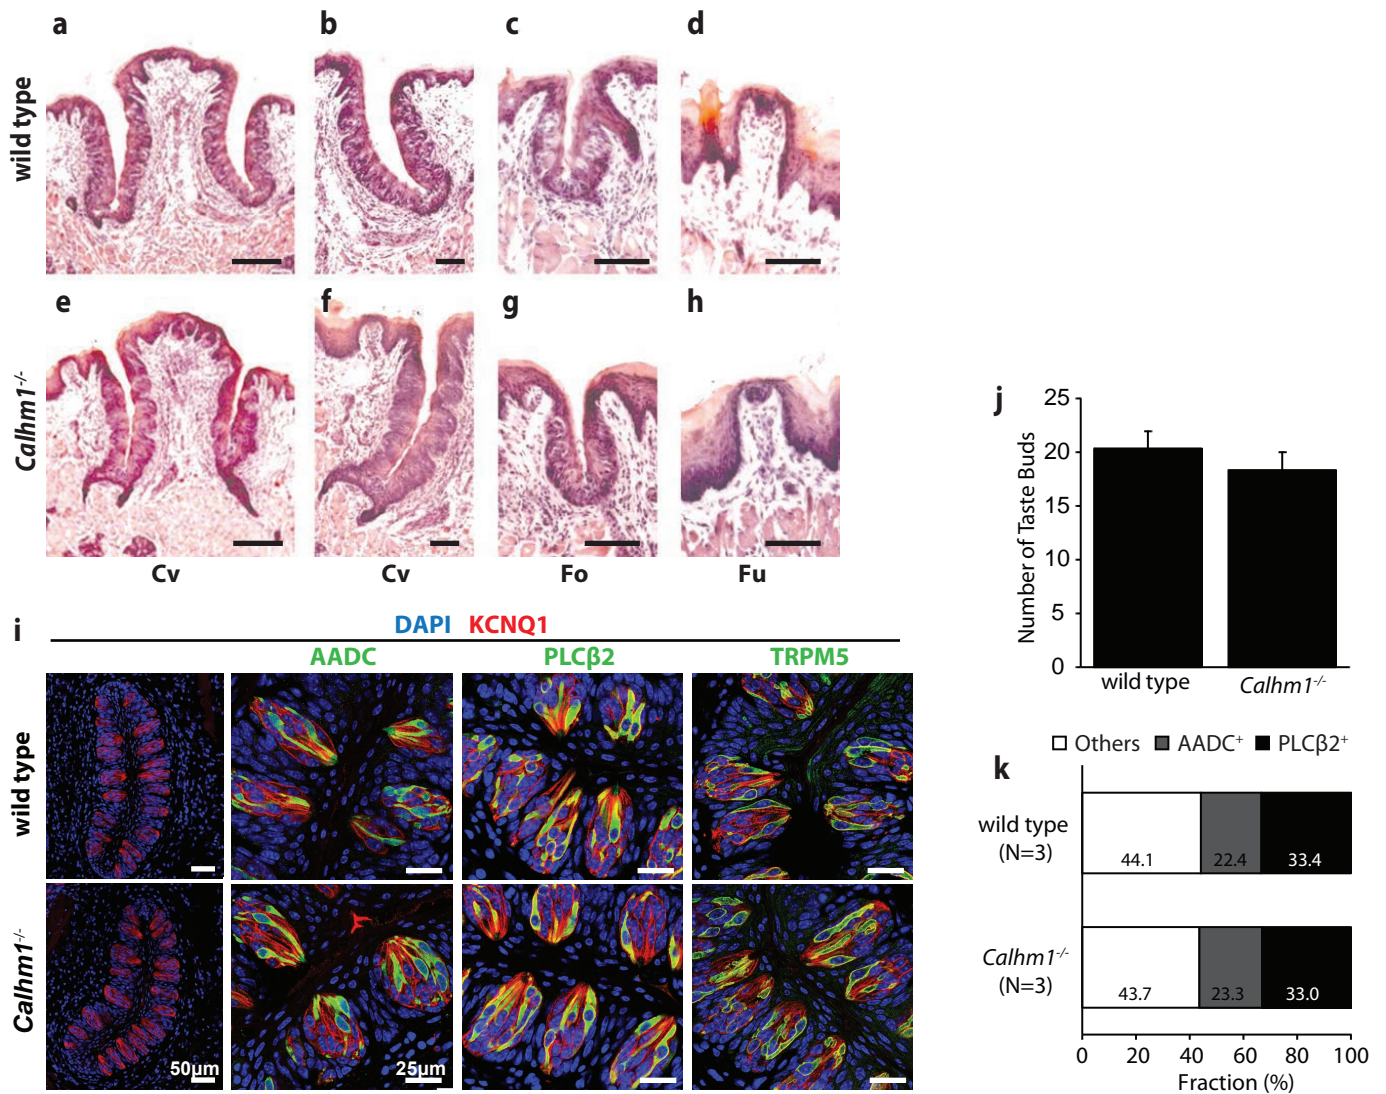 a
b
c
d
wild type
e
f
g
h
Calhm1-/-
Cv
Cv
Fo
Fu
i
DAPI KCNQ1
AADC
PLCβ2
TRPM5
wild type
Calhm1-/-
50µm
25µm
j
25
20
15
10
5
0
Number of Taste Buds
wild type
Calhm1-/-
Others AADC+ PLCβ2+
k
wild type
(N=3)
44.1 22.4 33.4
Calhm1-/-
(N=3)
43.7 23.3 33.0
0 20 40 60 80 100
Fraction (%)